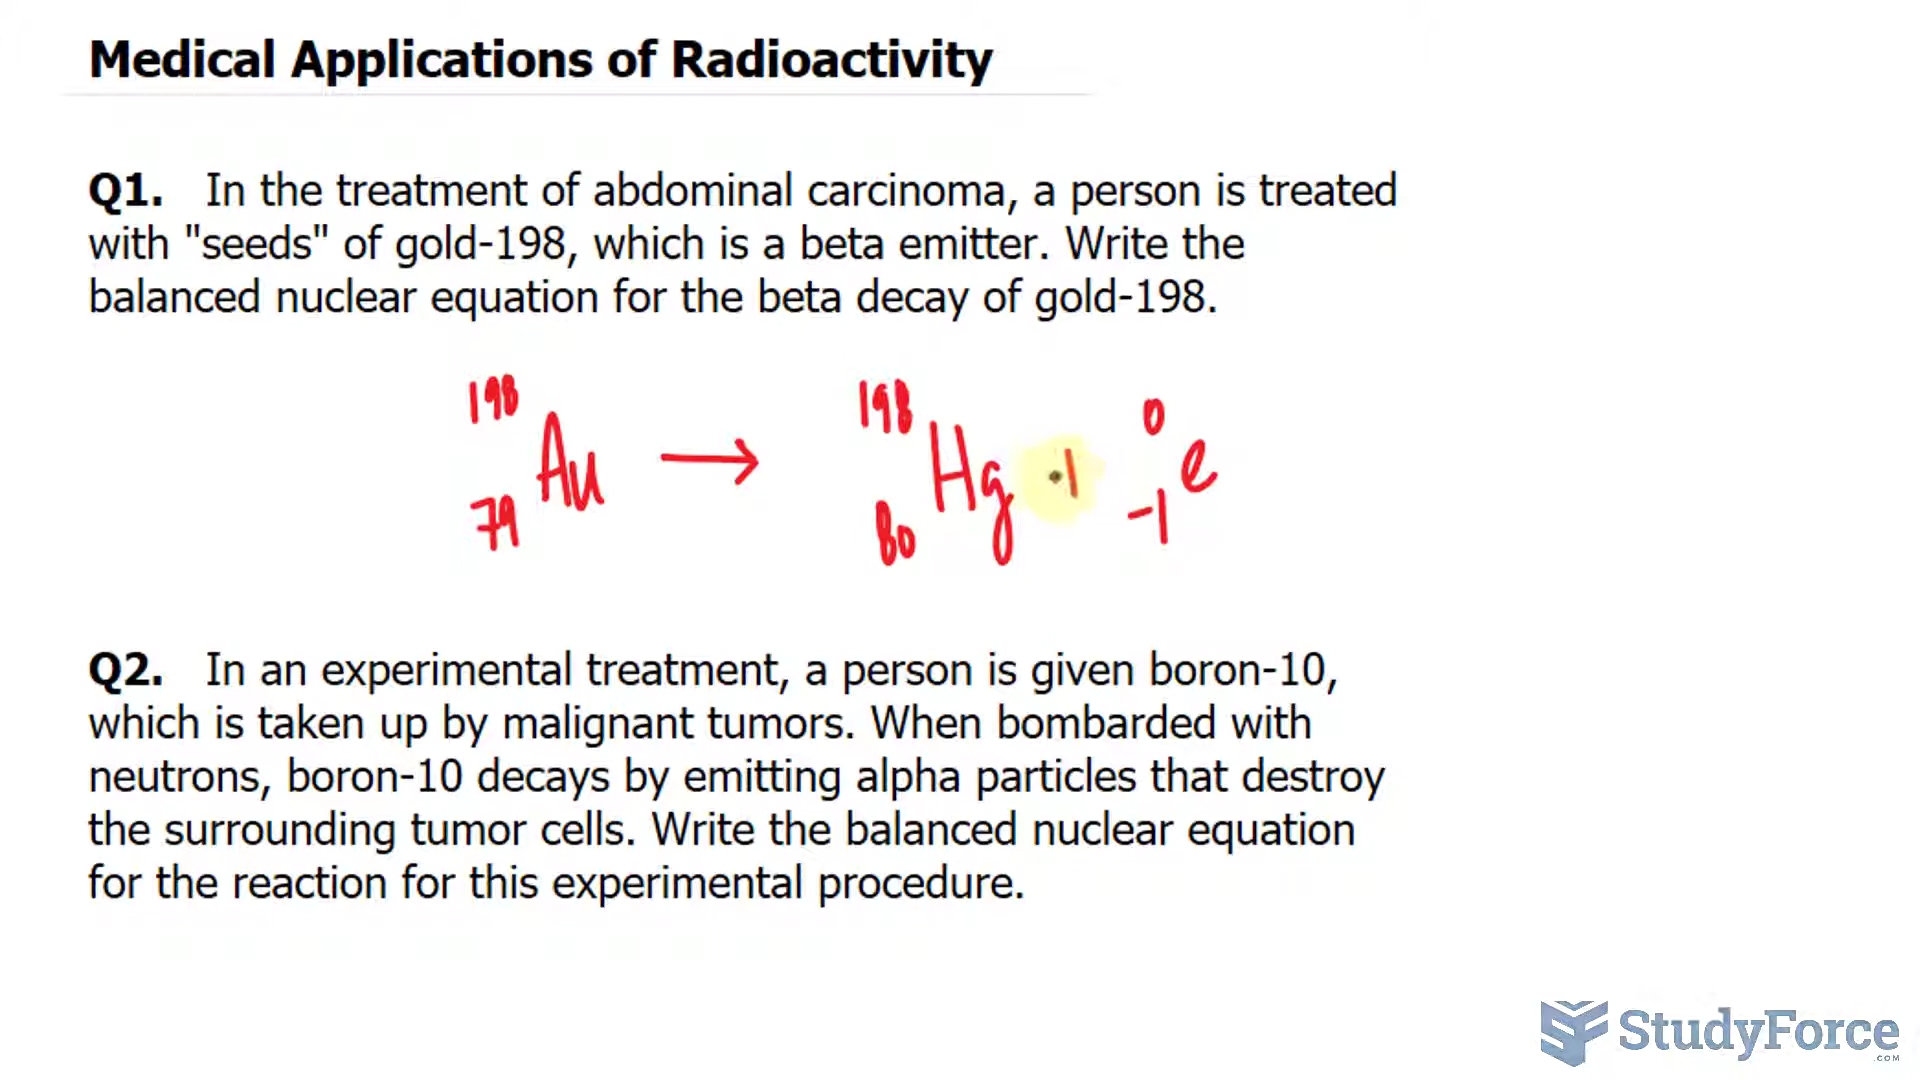 Medical Applications of Radioactivity
Q1. In the treatment of abdominal carcinoma, a person is treated
with "seeds" of gold-198, which is a beta emitter. Write the
balanced nuclear equation for the beta decay of gold-198.
198 79 Au → 198 80 Hg 0 -1 e
Q2. In an experimental treatment, a person is given boron-10,
which is taken up by malignant tumors. When bombarded with
neutrons, boron-10 decays by emitting alpha particles that destroy
the surrounding tumor cells. Write the balanced nuclear equation
for the reaction for this experimental procedure.
StudyForce
.COM